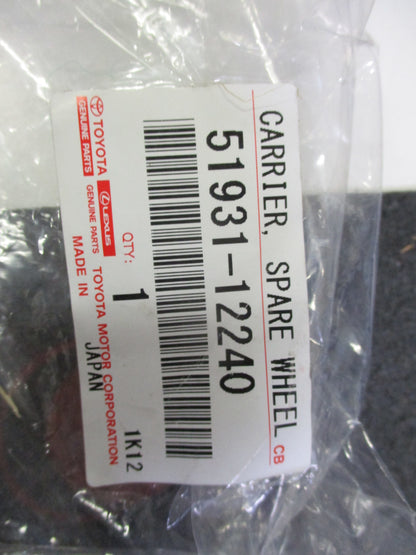 CARRIER, SPARE WHEEL
CB
51931-12240
QTY: 1
1K12
TOYOTA
GENUINE PARTS
LEXUS
GENUINE PARTS
TOYOTA MOTOR CORPORATION
MADE IN JAPAN